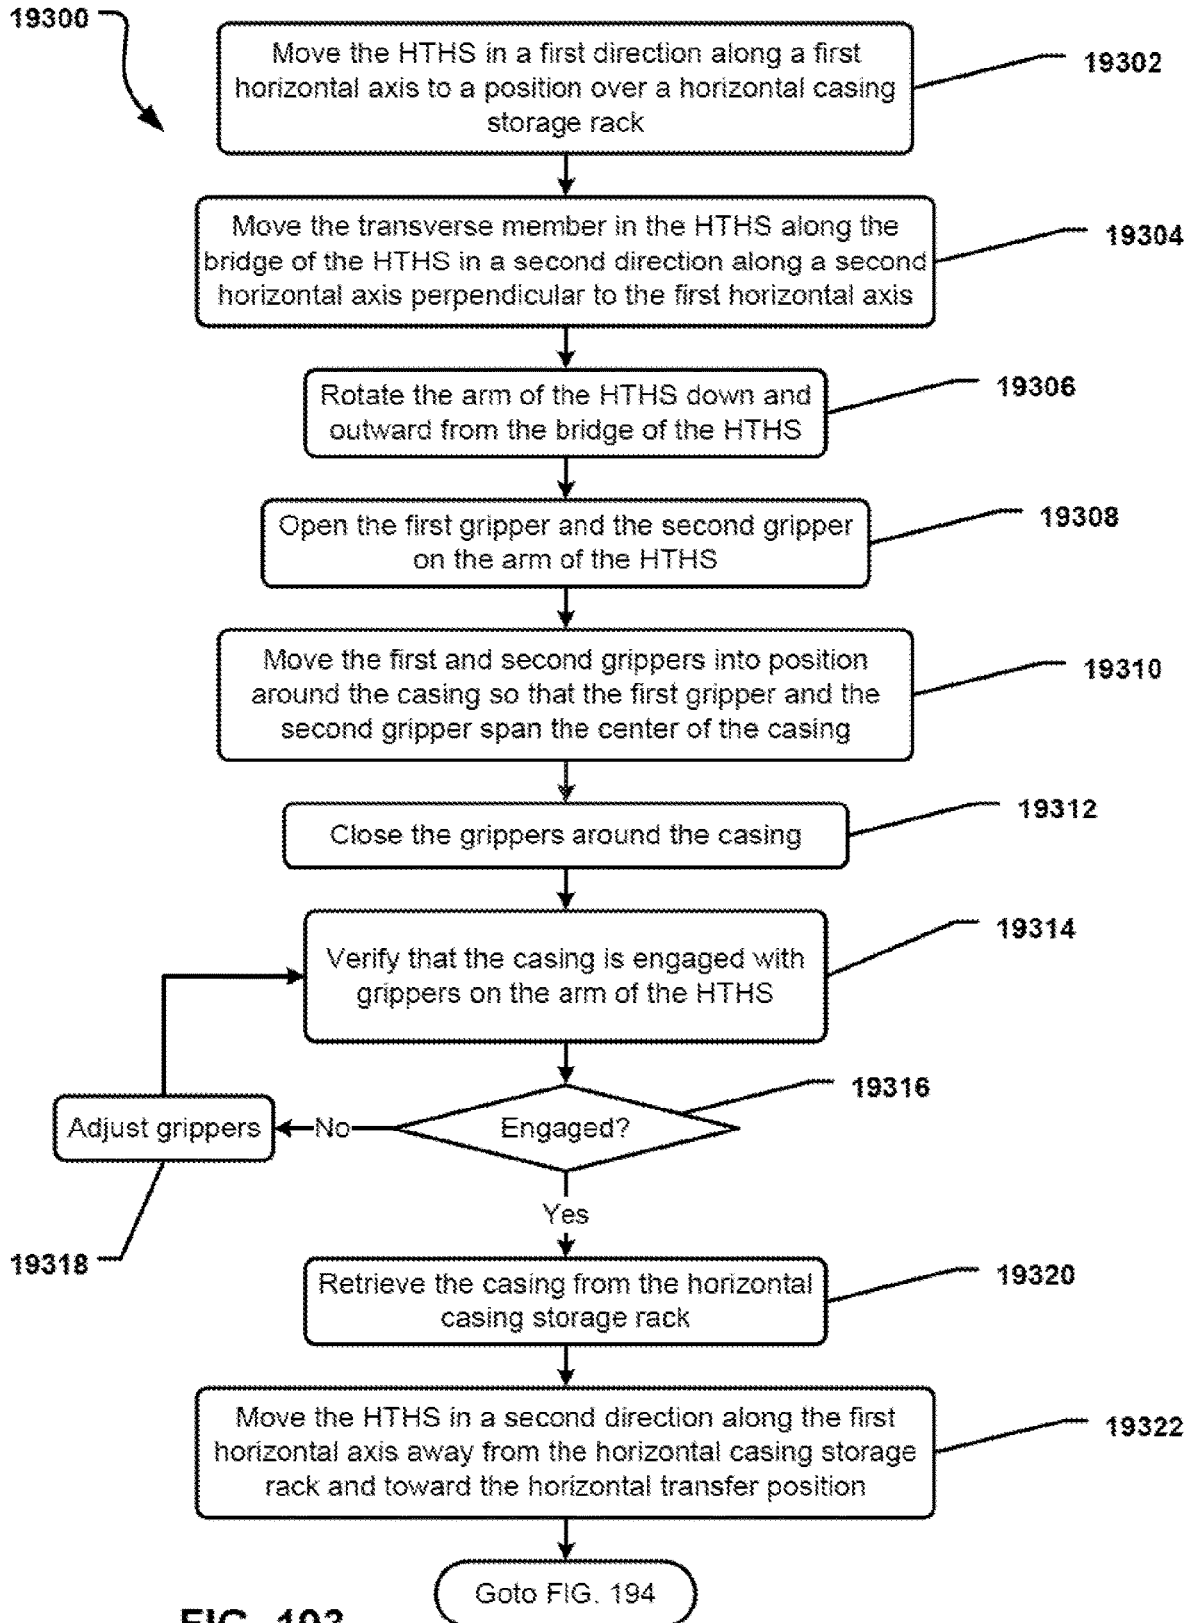 19300
Move the HTHS in a first direction along a first
horizontal axis to a position over a horizontal casing
storage rack
19302
Move the transverse member in the HTHS along the
bridge of the HTHS in a second direction along a second
horizontal axis perpendicular to the first horizontal axis
19304
Rotate the arm of the HTHS down and
outward from the bridge of the HTHS
19306
Open the first gripper and the second gripper
on the arm of the HTHS
19308
Move the first and second grippers into position
around the casing so that the first gripper and the
second gripper span the center of the casing
19310
Close the grippers around the casing
19312
Verify that the casing is engaged with
grippers on the arm of the HTHS
19314
Engaged?
19316
No
Adjust grippers
19318
Yes
Retrieve the casing from the horizontal
casing storage rack
19320
Move the HTHS in a second direction along the first
horizontal axis away from the horizontal casing storage
rack and toward the horizontal transfer position
19322
Goto FIG. 194
FIG. 193